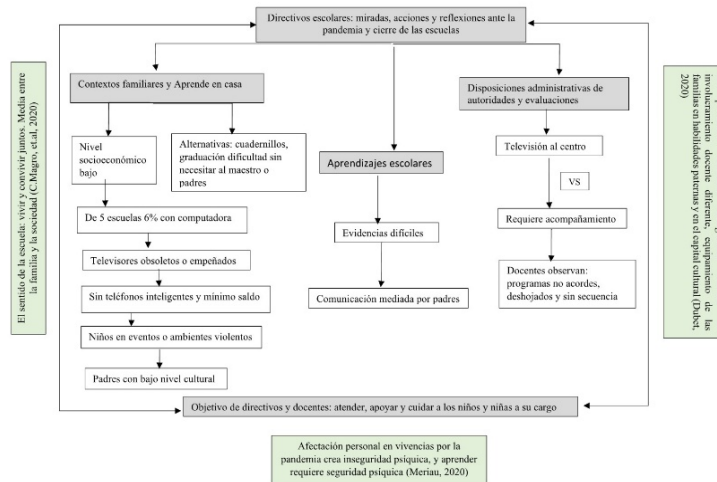 Directivos escolares: miradas, acciones y reflexiones ante la
pandemia y cierre de las escuelas
El sentido de la escuela: vivir y convivir juntos. Media entre
la familia y la sociedad (C.Magro, et.al, 2020)
Contextos familiares y Aprende en casa
Nivel
socioeconómico
bajo
Alternativas: cuadernillos,
graduación dificultad sin
necesitar al maestro o
padres
De 5 escuelas 6% con computadora
Televisores obsoletos o empeñados
Sin teléfonos inteligentes y mínimo saldo
Niños en eventos o ambientes violentos
Padres con bajo nivel cultural
Aprendizajes escolares
Evidencias difíciles
Comunicación mediada por padres
Disposiciones administrativas de
autoridades y evaluaciones
Televisión al centro
VS
Requiere acompañamiento
Docentes observan:
programas no acordes,
deshojados y sin secuencia
involucramiento docente diferente, equipamiento de las
familias en habilidades paternas y en el capital cultural (Dubet,
2020)
Objetivo de directivos y docentes: atender, apoyar y cuidar a los niños y niñas a su cargo
Afectación personal en vivencias por la
pandemia crea inseguridad psíquica, y aprender
requiere seguridad psíquica (Meriau, 2020)